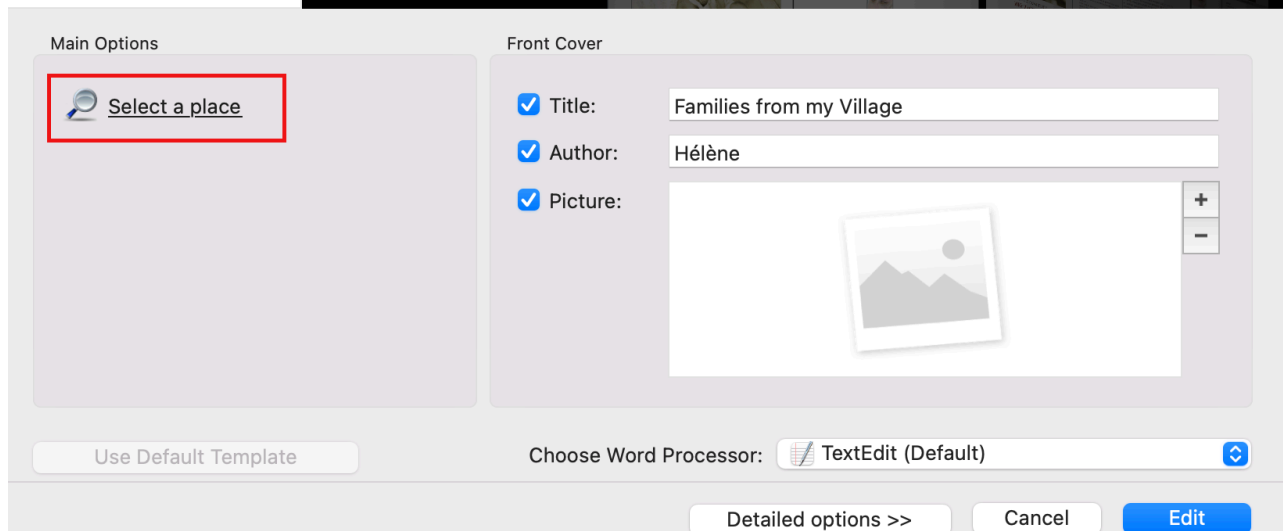 Main Options
Select a place
Front Cover
Title: Families from my Village
Author: Hélène
Picture:
+
−
Use Default Template
Choose Word Processor: TextEdit (Default)
Detailed options >> Cancel Edit